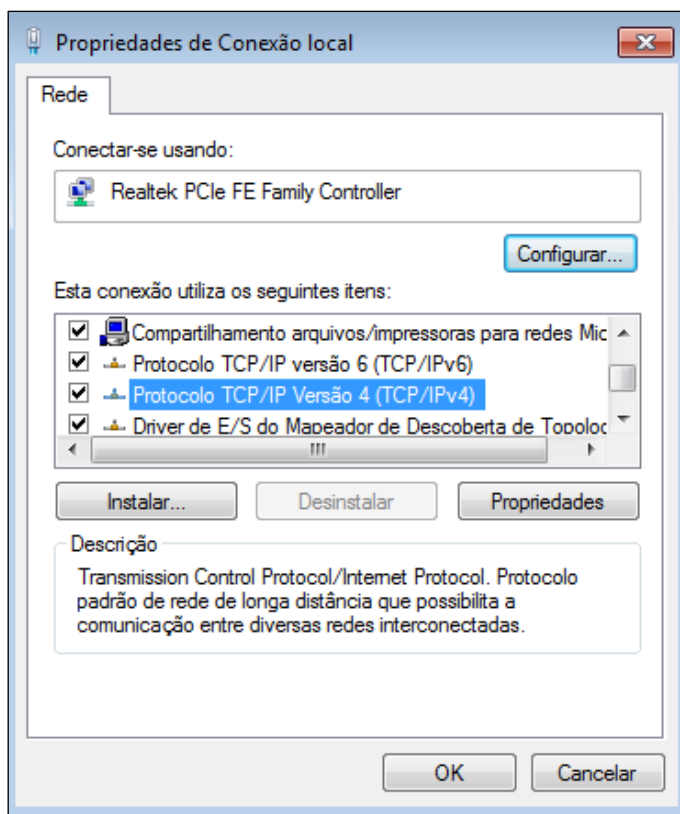 Propriedades de Conexão local
Rede
Conectar-se usando:
Realtek PCIe FE Family Controller
Configurar...
Esta conexão utiliza os seguintes itens:
Compartilhamento arquivos/impressoras para redes Mic
Protocolo TCP/IP versão 6 (TCP/IPv6)
Protocolo TCP/IP Versão 4 (TCP/IPv4)
Driver de E/S do Mapeador de Descoberta de Topoloc
Instalar...
Desinstalar
Propriedades
Descrição
Transmission Control Protocol/Internet Protocol. Protocolo
padrão de rede de longa distância que possibilita a
comunicação entre diversas redes interconectadas.
OK
Cancelar